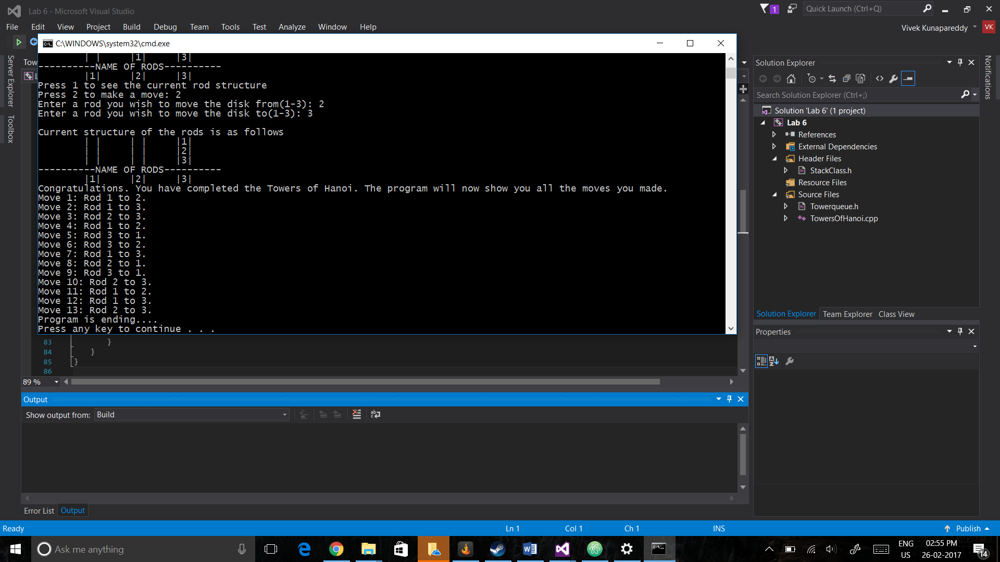 Lab 6 - Microsoft Visual Studio
1
Quick Launch (Ctrl+Q)
File Edit View Project Build Debug Team Tools Test Analyze Window Help
Vivek Kunapareddy
VK
C:\WINDOWS\system32\cmd.exe
Server Explorer
Toolbox
Tow
| | |1| |3|
----------NAME OF RODS----------
|1| |2| |3|
Press 1 to see the current rod structure
Press 2 to make a move: 2
Enter a rod you wish to move the disk from(1-3): 2
Enter a rod you wish to move the disk to(1-3): 3
Current structure of the rods is as follows
| | | | |1|
| | | | |2|
| | | | |3|
----------NAME OF RODS----------
|1| |2| |3|
Congratulations. You have completed the Towers of Hanoi. The program will now show you all the moves you made.
Move 1: Rod 1 to 2.
Move 2: Rod 1 to 3.
Move 3: Rod 2 to 3.
Move 4: Rod 1 to 2.
Move 5: Rod 3 to 1.
Move 6: Rod 3 to 2.
Move 7: Rod 1 to 3.
Move 8: Rod 2 to 1.
Move 9: Rod 3 to 1.
Move 10: Rod 2 to 3.
Move 11: Rod 1 to 2.
Move 12: Rod 1 to 3.
Move 13: Rod 2 to 3.
Program is ending....
Press any key to continue . . .
83 }
84 }
85 }
86
89 %
Output
Show output from: Build
Error List Output
Solution Explorer
Search Solution Explorer (Ctrl+;)
Solution 'Lab 6' (1 project)
Lab 6
References
External Dependencies
Header Files
StackClass.h
Resource Files
Source Files
Towerqueue.h
TowersOfHanoi.cpp
Solution Explorer Team Explorer Class View
Properties
Notifications
Ready
Ln 1 Col 1 Ch 1 INS
Publish
Ask me anything
ENG
US
02:55 PM
26-02-2017
14